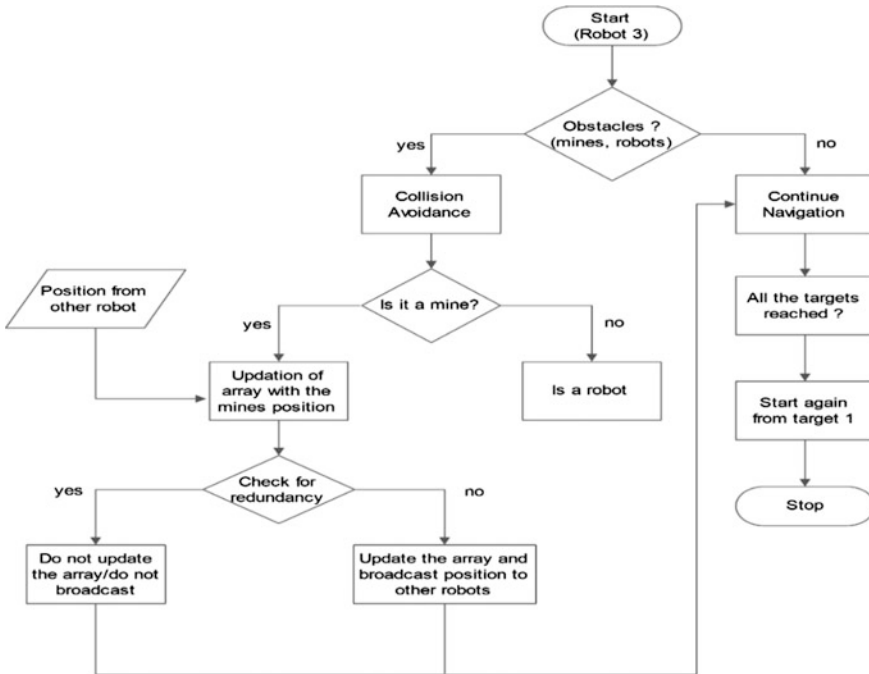 Start
(Robot 3)
Obstacles ?
(mines, robots)
yes
no
Collision
Avoidance
Continue
Navigation
Position from
other robot
Is it a mine?
yes
no
All the targets
reached ?
Updation of
array with the
mines position
Is a robot
Start again
from target 1
Check for
redundancy
yes
no
Stop
Do not update
the array/do not
broadcast
Update the array and
broadcast position to
other robots